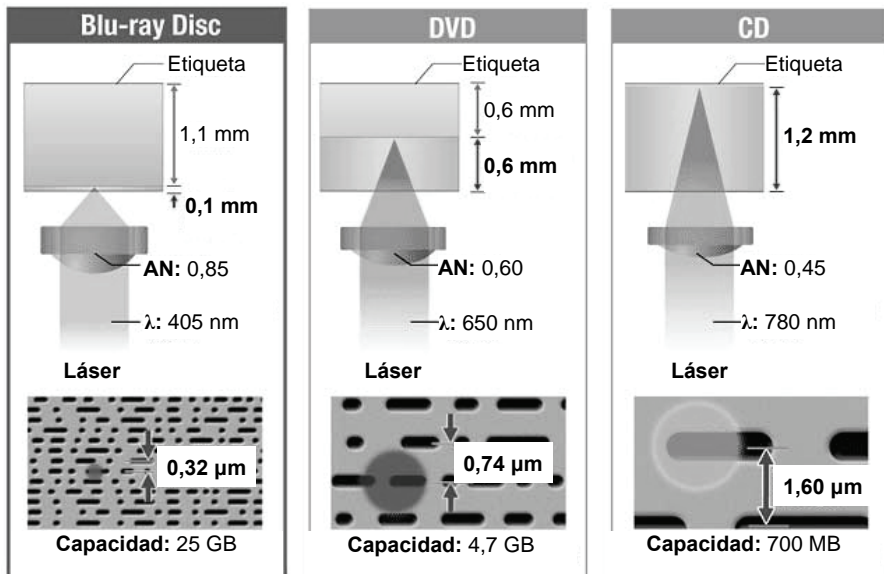 Blu-ray Disc
Etiqueta
1,1 mm
0,1 mm
AN: 0,85
λ: 405 nm
Láser
0,32 µm
Capacidad: 25 GB
DVD
Etiqueta
0,6 mm
0,6 mm
AN: 0,60
λ: 650 nm
Láser
0,74 µm
Capacidad: 4,7 GB
CD
Etiqueta
1,2 mm
AN: 0,45
λ: 780 nm
Láser
1,60 µm
Capacidad: 700 MB